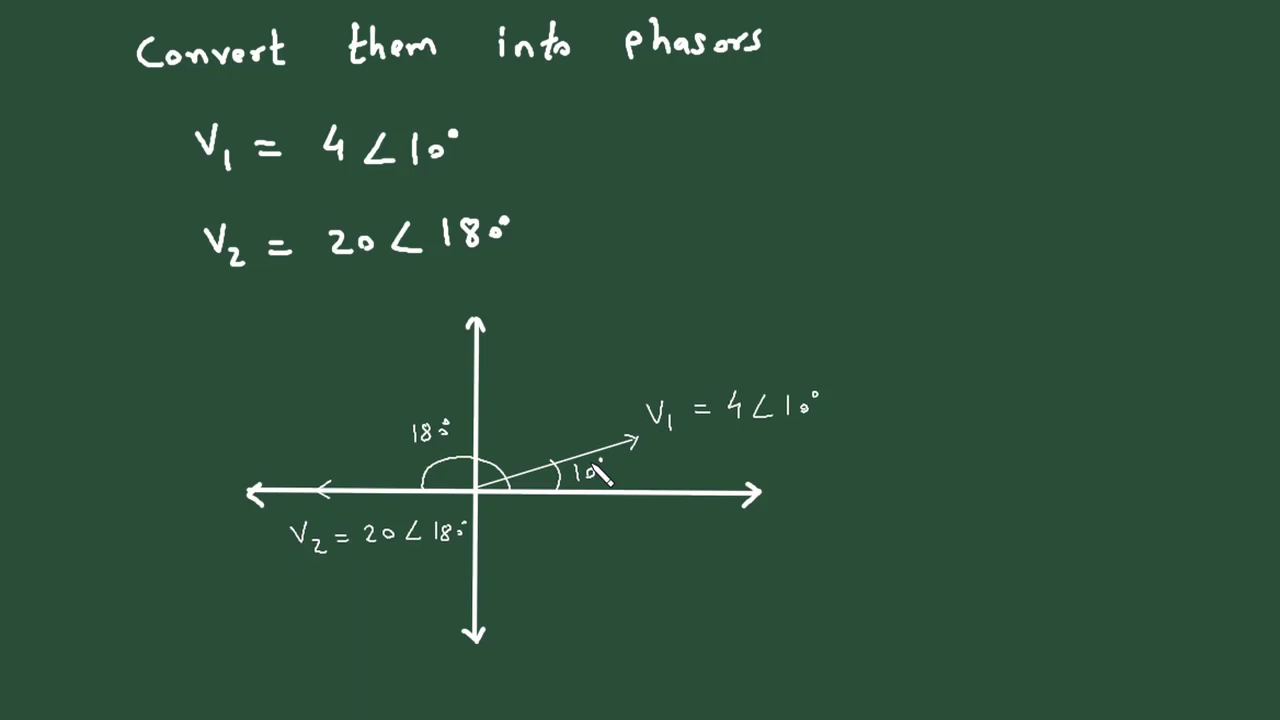 Convert them into phasors
V₁ = 4∠10°
V₂ = 20∠180°
V₁ = 4∠10°
180°
10°
V₂ = 20∠180°